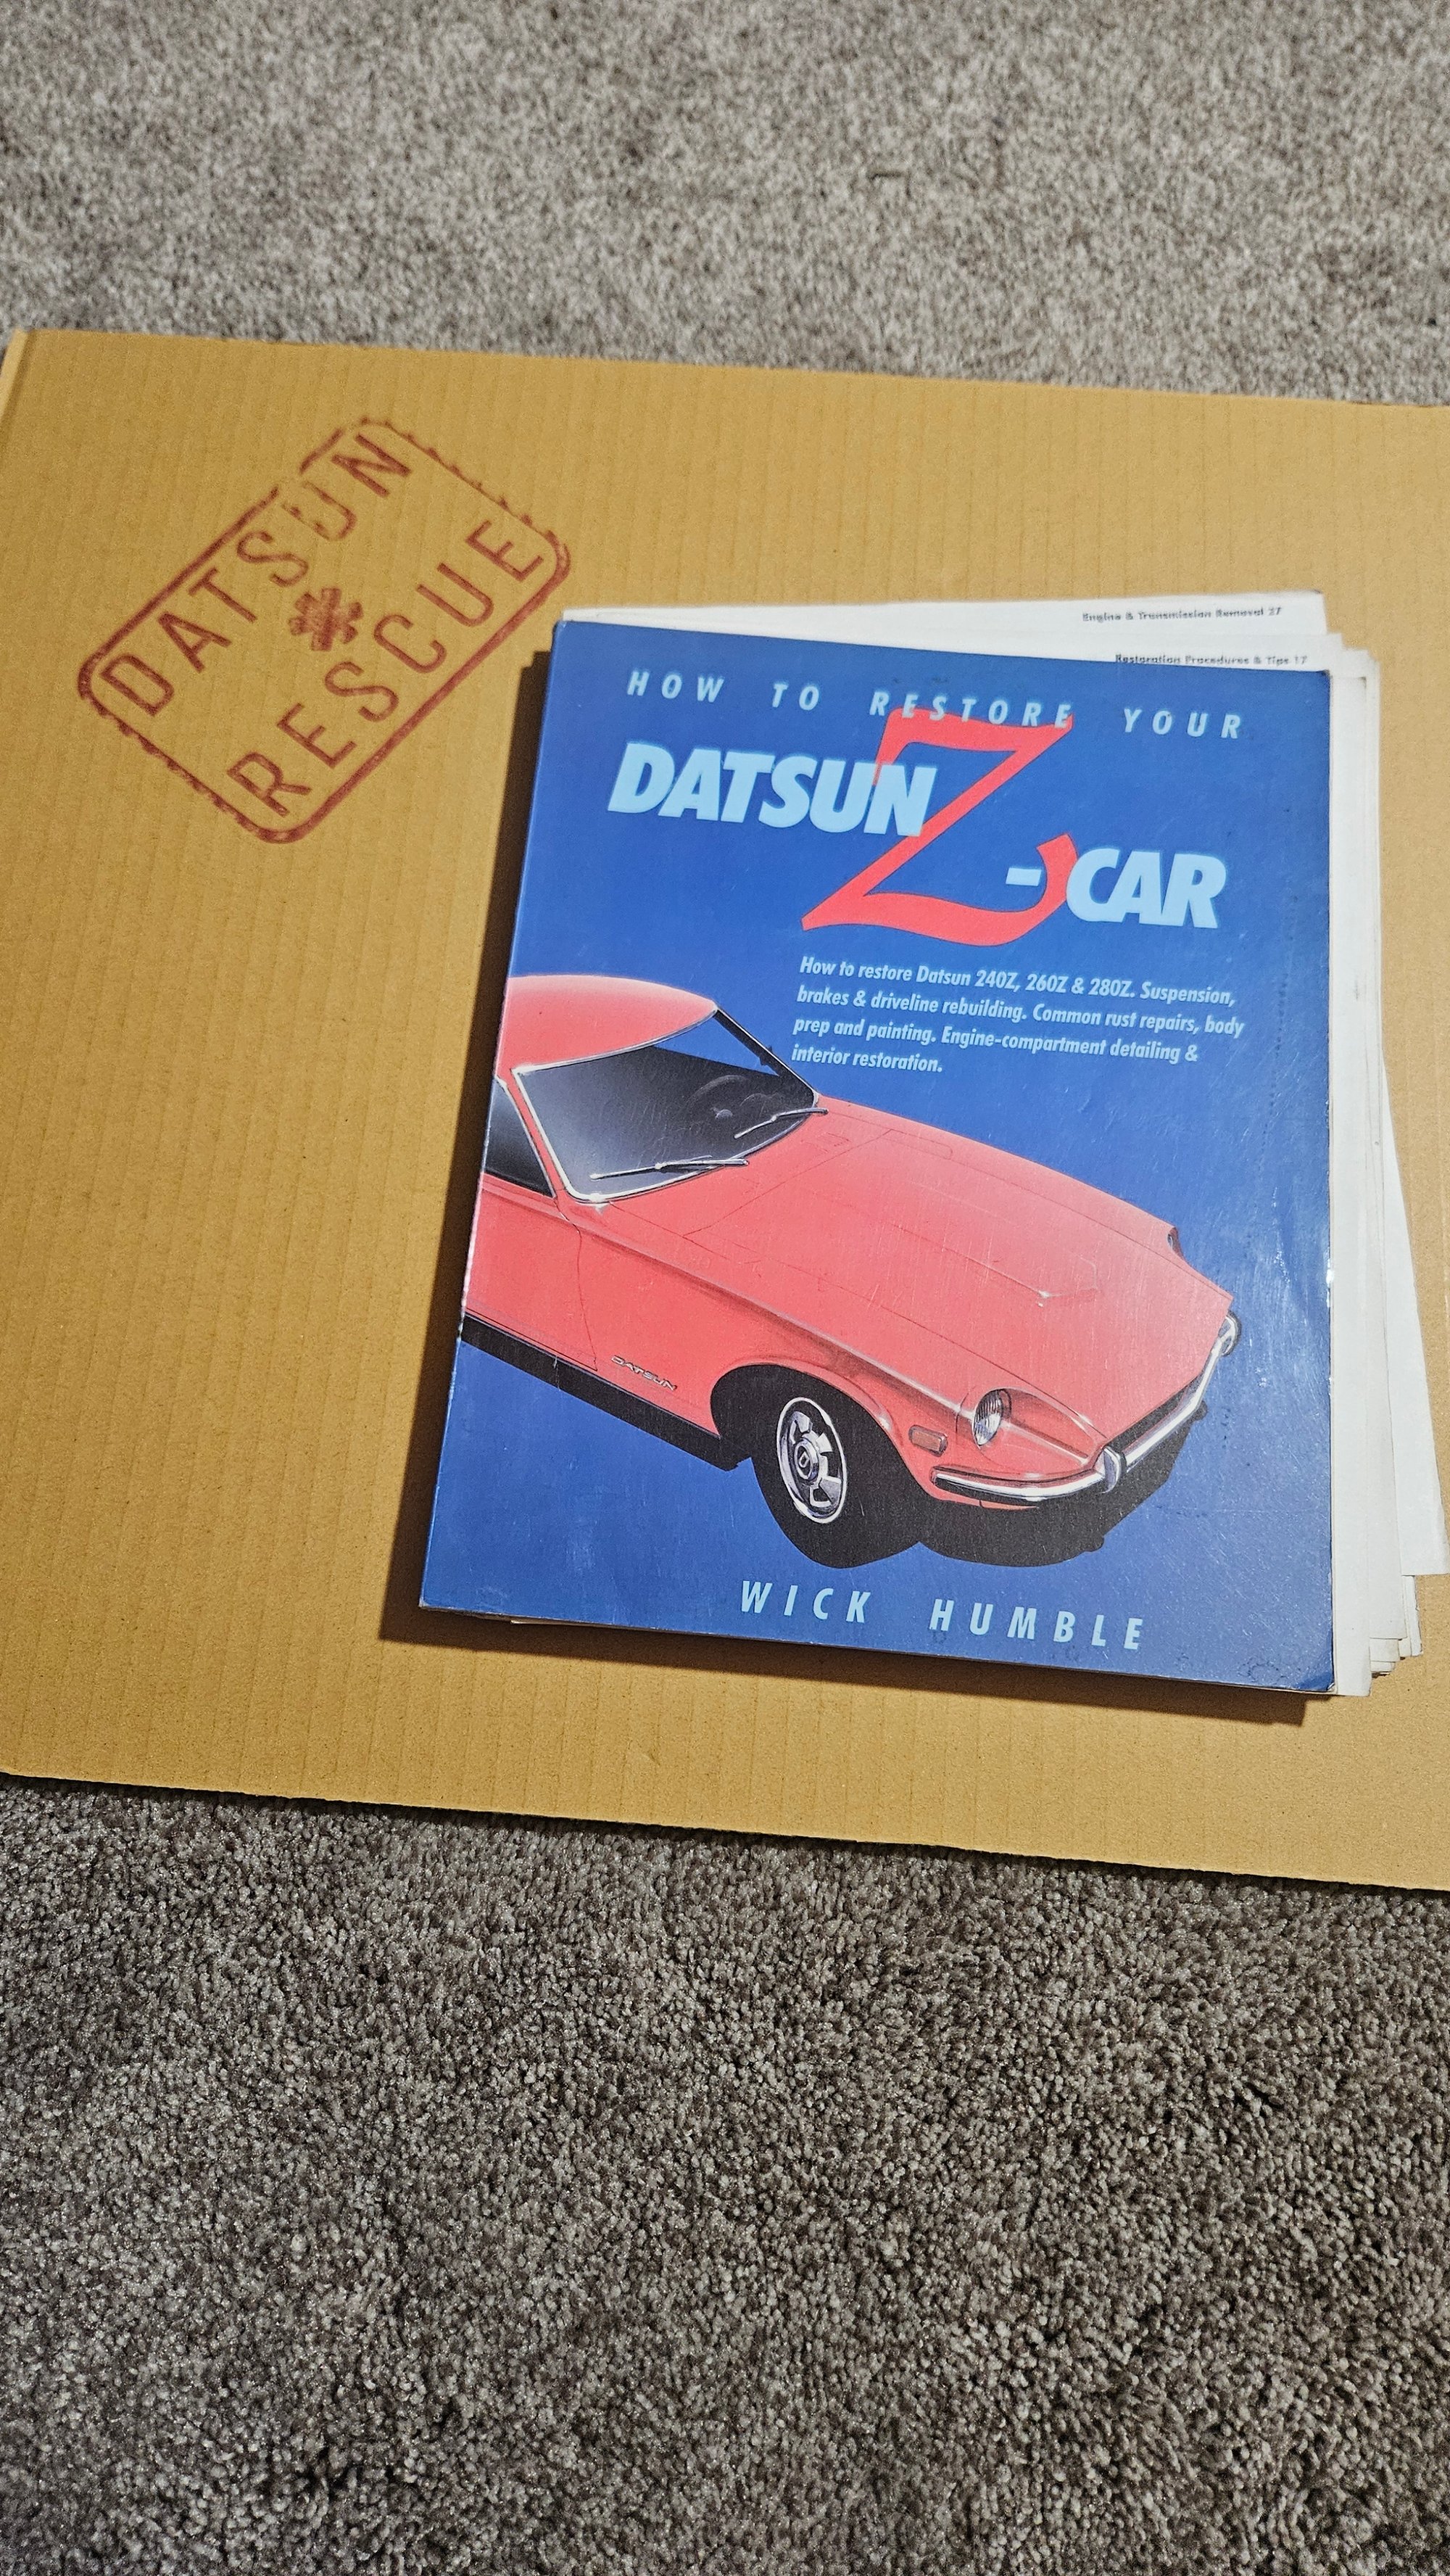 DATSUN
RESCUE
Engine & Transmission Removal 37
Restoration Procedures & Tips 17
HOW TO RESTORE YOUR
DATSUN Z-CAR
How to restore Datsun 240Z, 260Z & 280Z. Suspension,
brakes & driveline rebuilding. Common rust repairs, body
prep and painting. Engine-compartment detailing &
interior restoration.
DATSUN
WICK HUMBLE